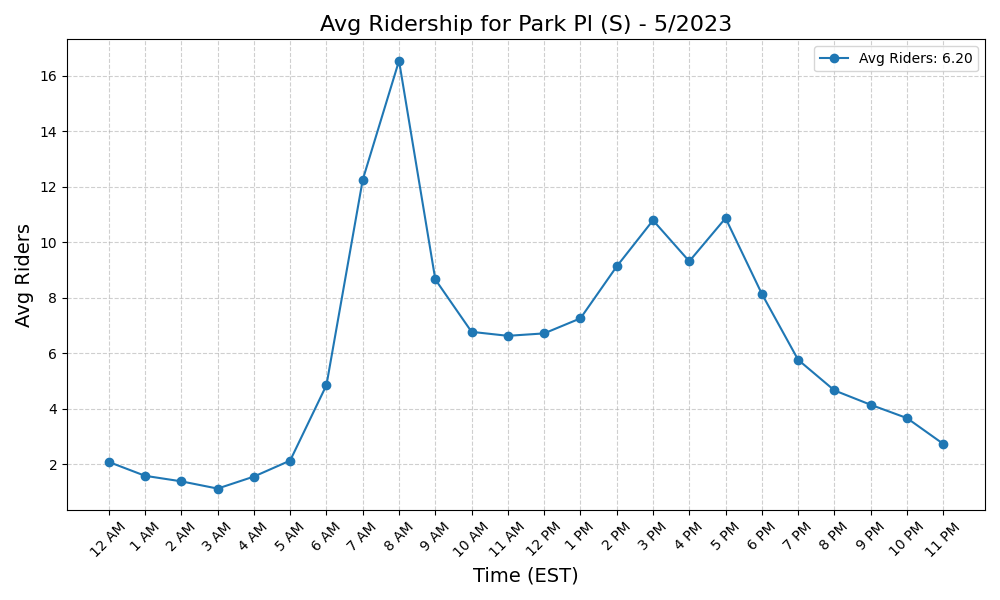 Avg Ridership for Park Pl (S) - 5/2023
Avg Riders: 6.20
16
14
12
10
8
6
4
2
Avg Riders
12 AM
1 AM
2 AM
3 AM
4 AM
5 AM
6 AM
7 AM
8 AM
9 AM
10 AM
11 AM
12 PM
1 PM
2 PM
3 PM
4 PM
5 PM
6 PM
7 PM
8 PM
9 PM
10 PM
11 PM
Time (EST)